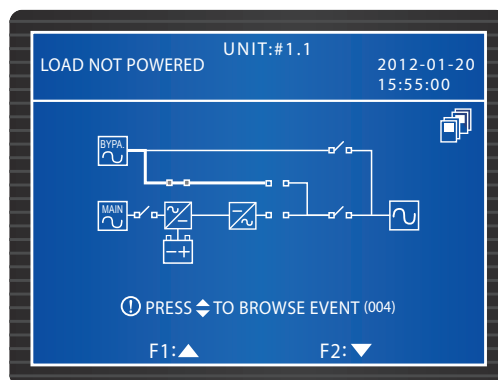 UNIT:#1.1
LOAD NOT POWERED
2012-01-20
15:55:00
BYPA.
MAIN
PRESS TO BROWSE EVENT (004)
F1: F2: